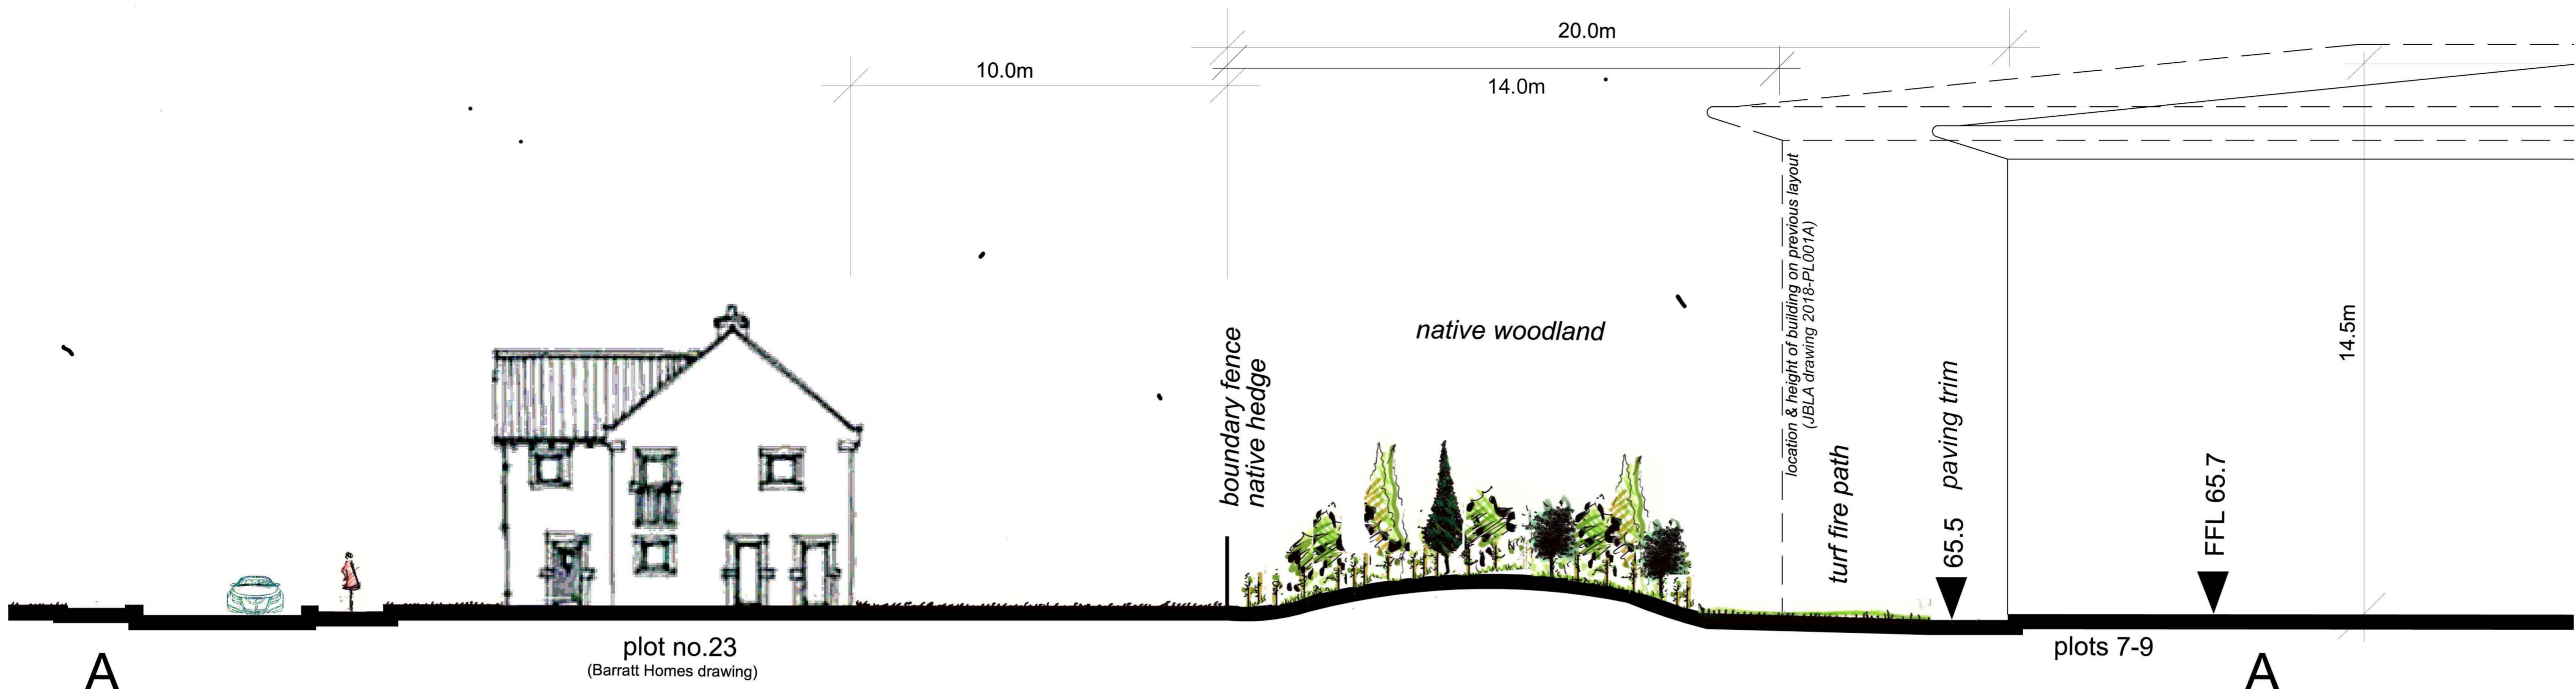 20.0m
10.0m
14.0m
location & height of building on previous layout
(JBLA drawing 2018-PL001A)
14.5m
boundary fence
native hedge
native woodland
turf fire path
65.5 paving trim
FFL 65.7
plot no.23
(Barratt Homes drawing)
plots 7-9
A
A